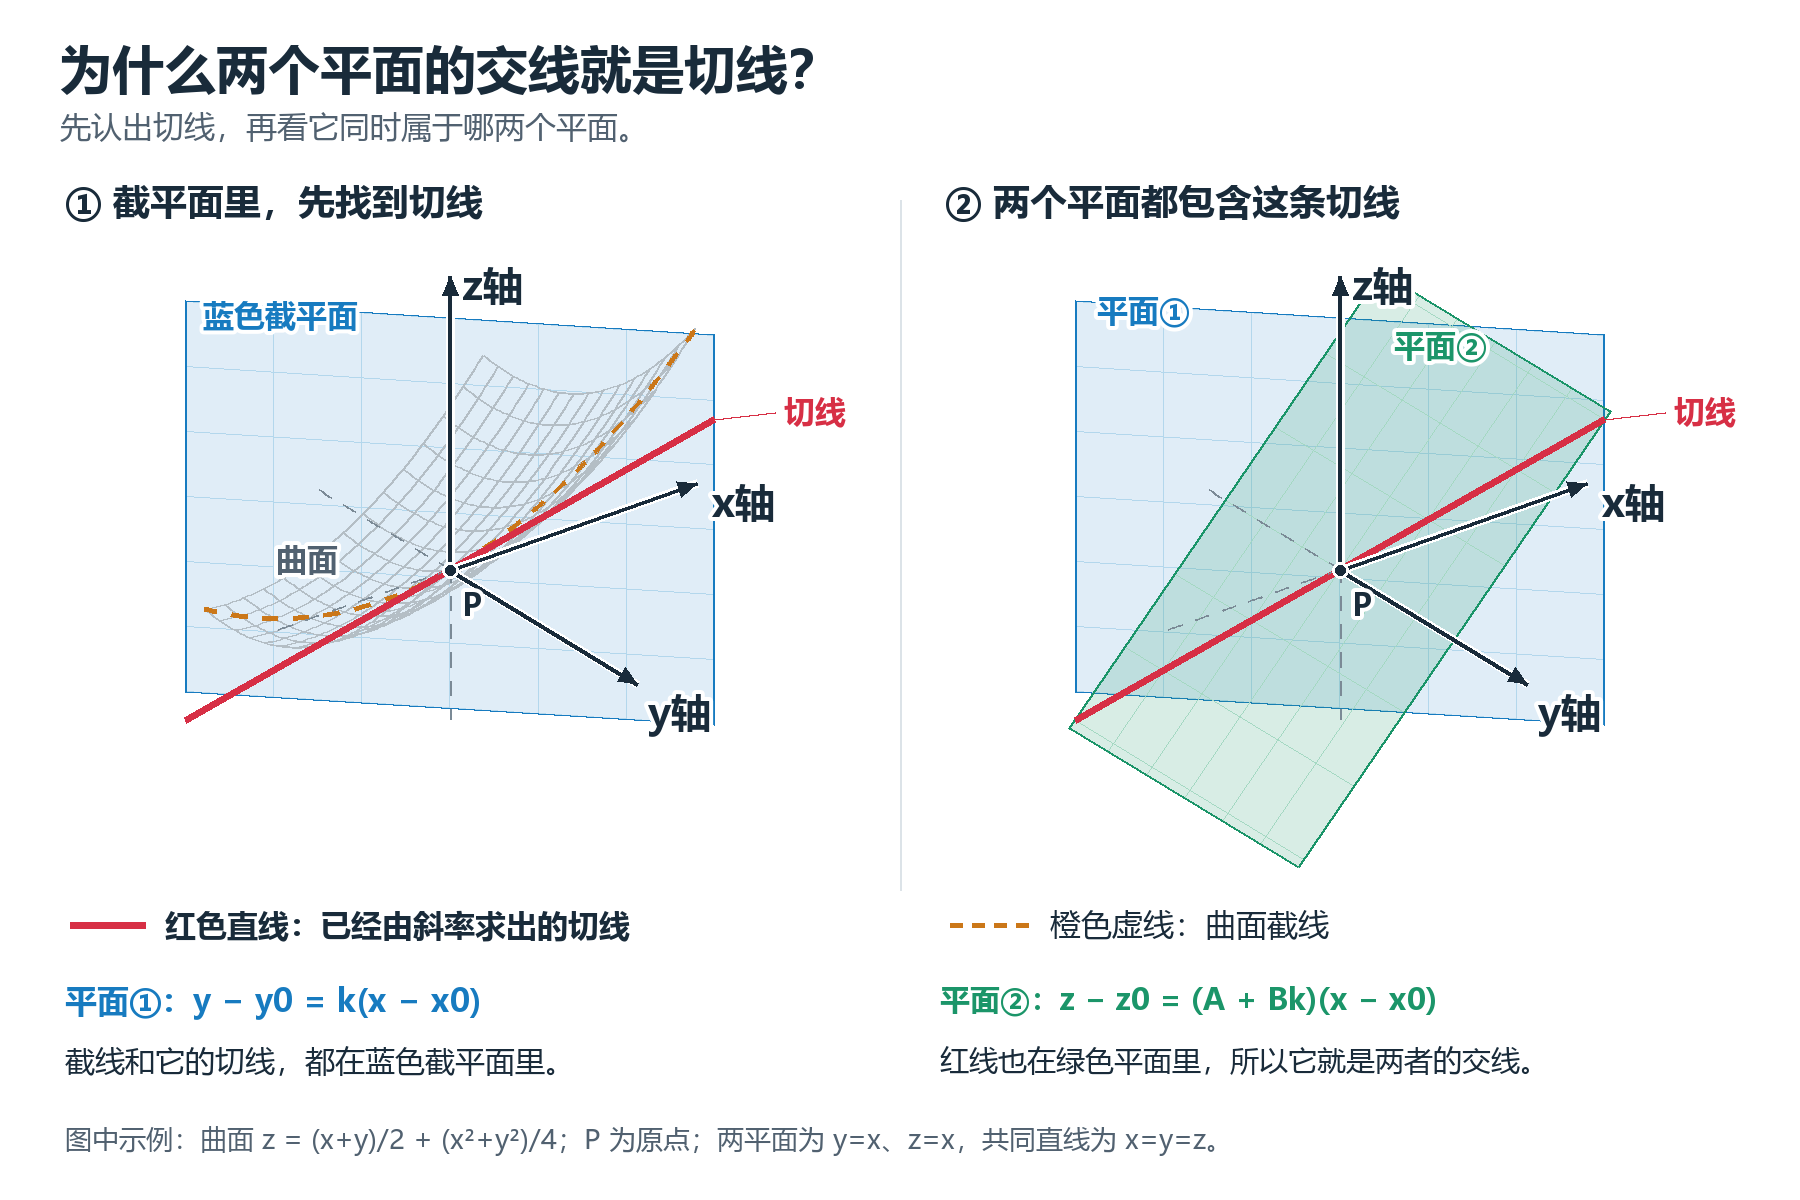 为什么两个平面的交线就是切线？
先认出切线，再看它同时属于哪两个平面。
① 截平面里，先找到切线
蓝色截平面
z轴
切线
x轴
曲面
P
y轴
② 两个平面都包含这条切线
平面①
z轴
平面②
切线
x轴
P
y轴
红色直线：已经由斜率求出的切线
橙色虚线：曲面截线
平面①：y − y0 = k(x − x0)
平面②：z − z0 = (A + Bk)(x − x0)
截线和它的切线，都在蓝色截平面里。
红线也在绿色平面里，所以它就是两者的交线。
图中示例：曲面 z = (x+y)/2 + (x²+y²)/4；P 为原点；两平面为 y=x、z=x，共同直线为 x=y=z。